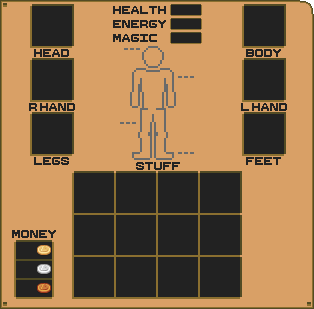 HEALTH
ENERGY
MAGIC
HEAD
BODY
R HAND
L HAND
LEGS
FEET
STUFF
MONEY